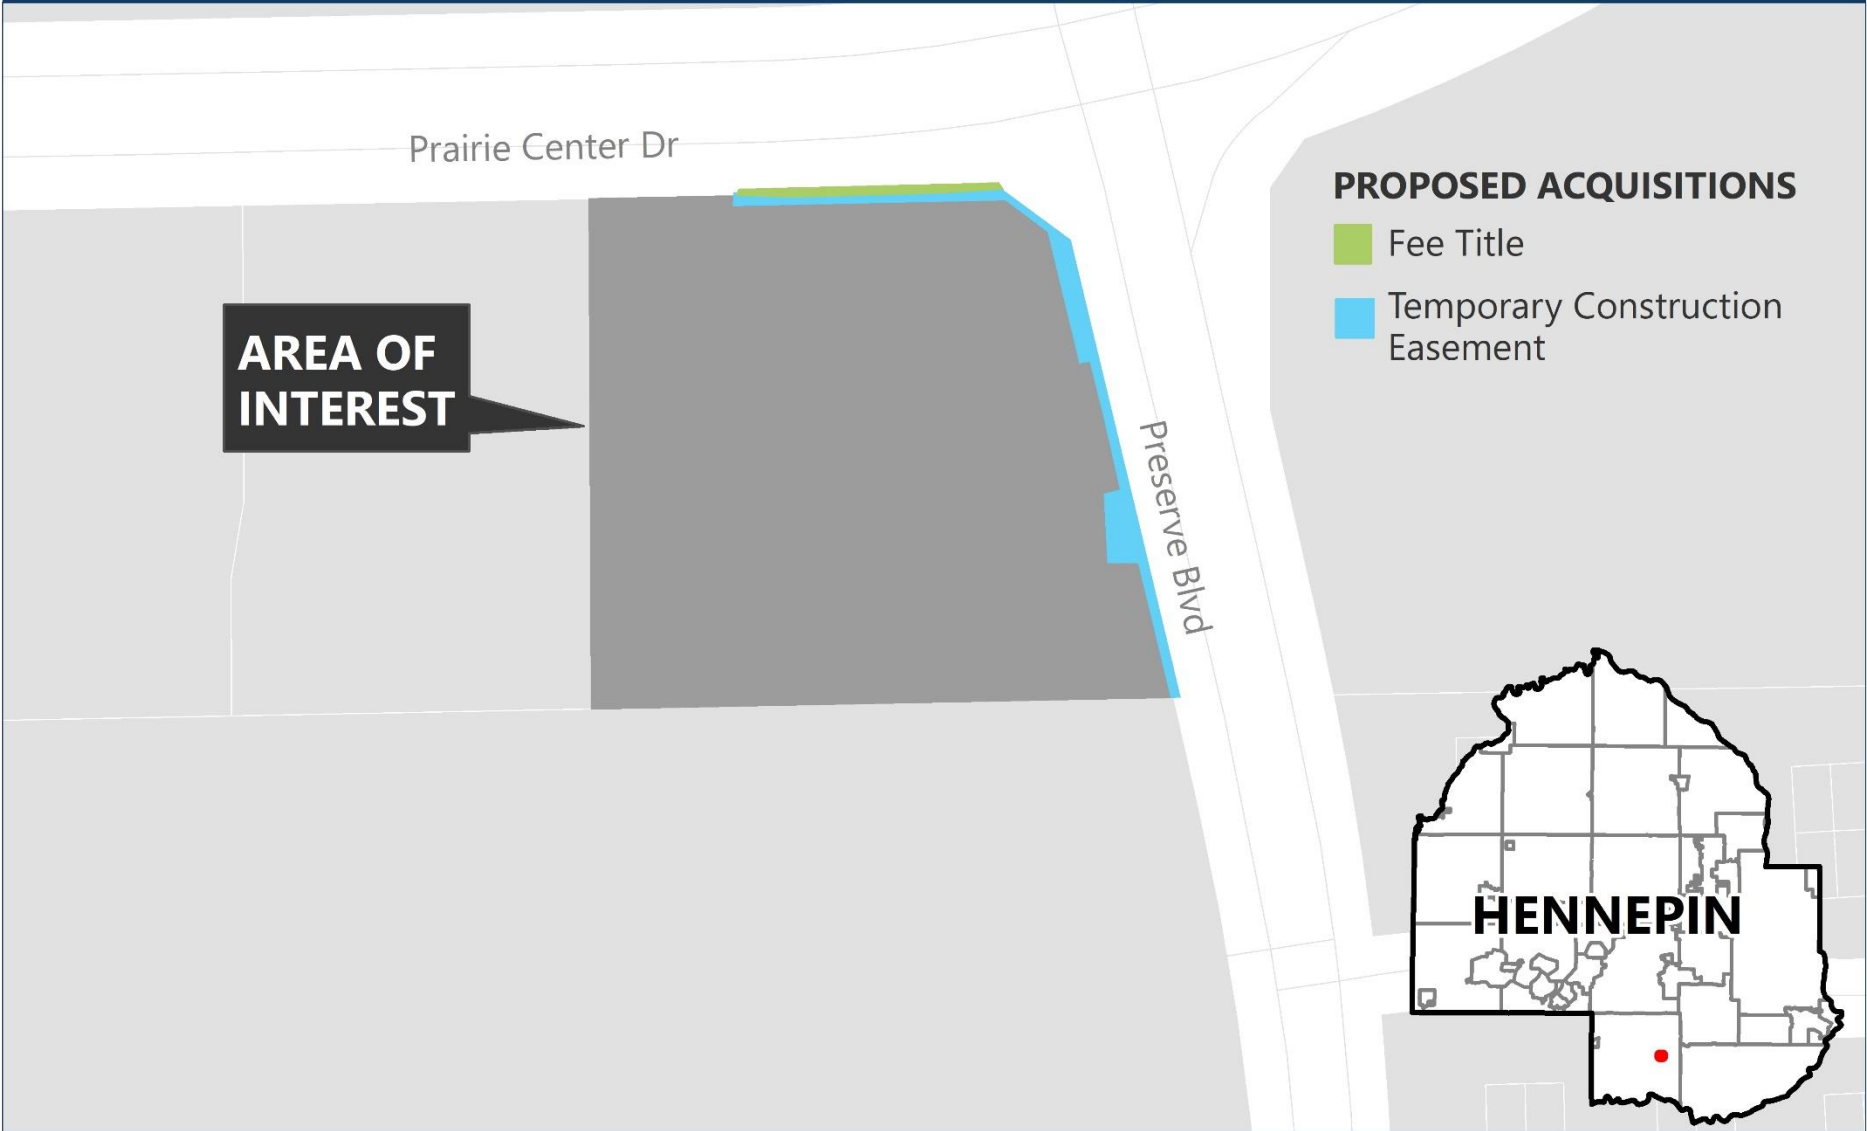 Prairie Center Dr
PROPOSED ACQUISITIONS
Fee Title
Temporary Construction
Easement
AREA OF
INTEREST
Preserve Blvd
HENNEPIN